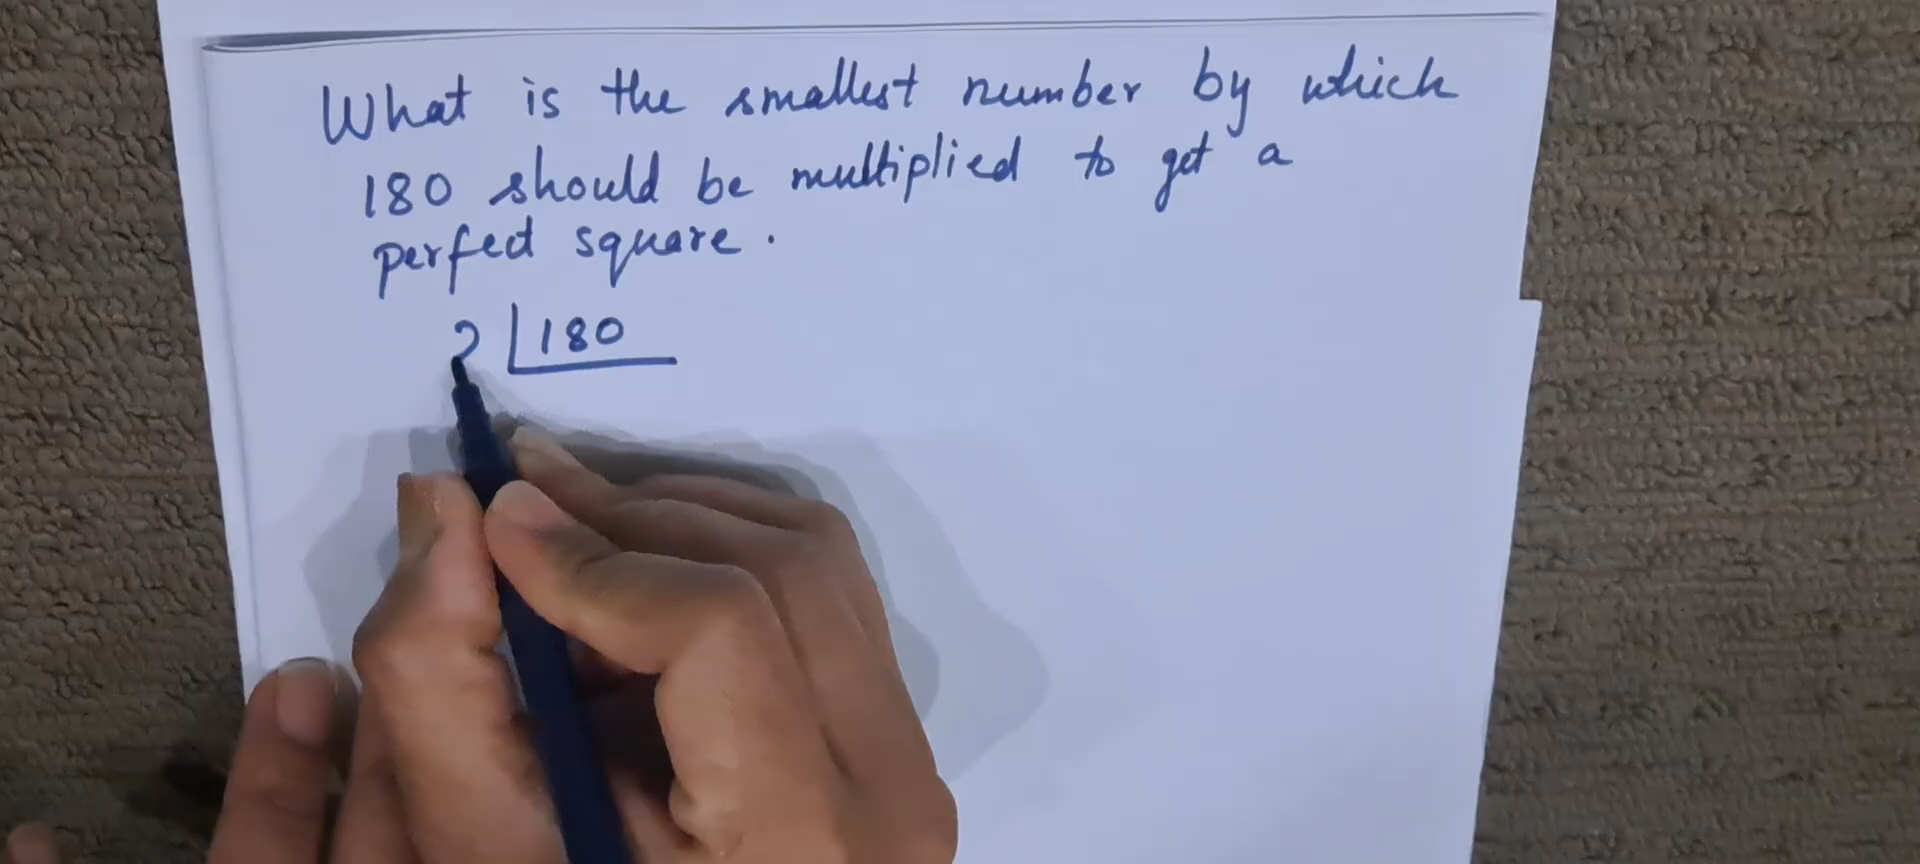 What is the smallest number by which
180 should be multiplied to get a
perfect square.
2 180